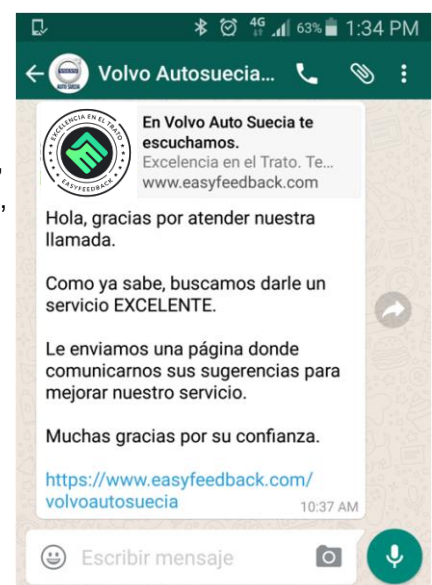 4G 63% 1:34 PM
Volvo Autosuecia...
EXCELENCIA EN EL TRATO
EASYFEEDBACK
En Volvo Auto Suecia te
escuchamos.
Excelencia en el Trato. Te...
www.easyfeedback.com
Hola, gracias por atender nuestra
llamada.
Como ya sabe, buscamos darle un
servicio EXCELENTE.
Le enviamos una página donde
comunicarnos sus sugerencias para
mejorar nuestro servicio.
Muchas gracias por su confianza.
https://www.easyfeedback.com/
volvoautosuecia
10:37 AM
Escribir mensaje